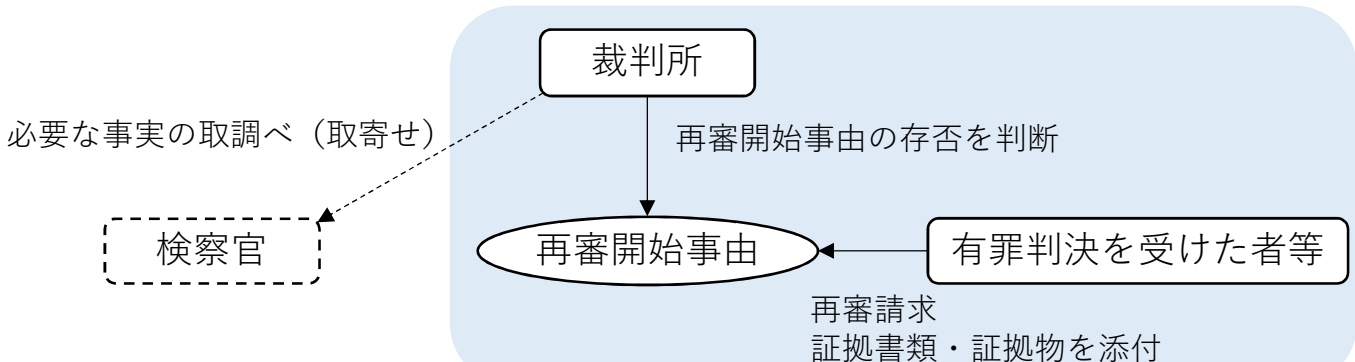 裁判所
必要な事実の取調べ（取寄せ）
再審開始事由の存否を判断
検察官
再審開始事由
有罪判決を受けた者等
再審請求
証拠書類・証拠物を添付